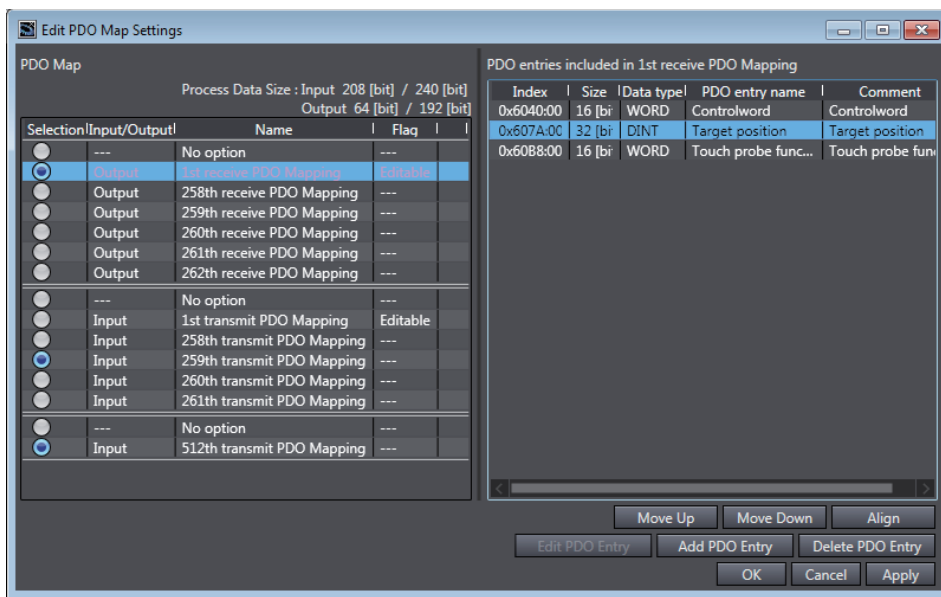 Edit PDO Map Settings
PDO Map
Process Data Size : Input 208 [bit] / 240 [bit]
Output 64 [bit] / 192 [bit]
Selection Input/Output Name Flag
--- No option ---
Output 1st receive PDO Mapping Editable
Output 258th receive PDO Mapping ---
Output 259th receive PDO Mapping ---
Output 260th receive PDO Mapping ---
Output 261th receive PDO Mapping ---
Output 262th receive PDO Mapping ---
--- No option ---
Input 1st transmit PDO Mapping Editable
Input 258th transmit PDO Mapping ---
Input 259th transmit PDO Mapping ---
Input 260th transmit PDO Mapping ---
Input 261th transmit PDO Mapping ---
--- No option ---
Input 512th transmit PDO Mapping ---
PDO entries included in 1st receive PDO Mapping
Index Size Data type PDO entry name Comment
0x6040:00 16 [bi WORD Controlword Controlword
0x607A:00 32 [bi DINT Target position Target position
0x60B8:00 16 [bi WORD Touch probe func... Touch probe fun
Move Up Move Down Align
Edit PDO Entry Add PDO Entry Delete PDO Entry
OK Cancel Apply